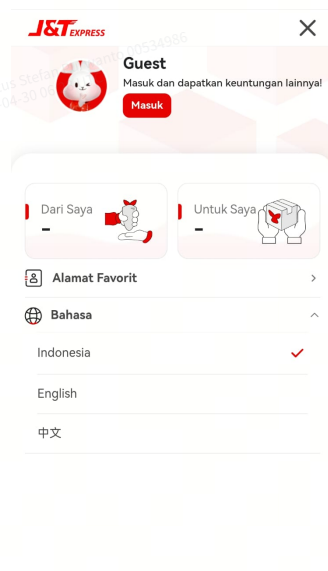 J&T EXPRESS
Guest
Masuk dan dapatkan keuntungan lainnya!
Masuk
Dari Saya
-
Untuk Saya
-
Alamat Favorit
Bahasa
Indonesia
English
中文